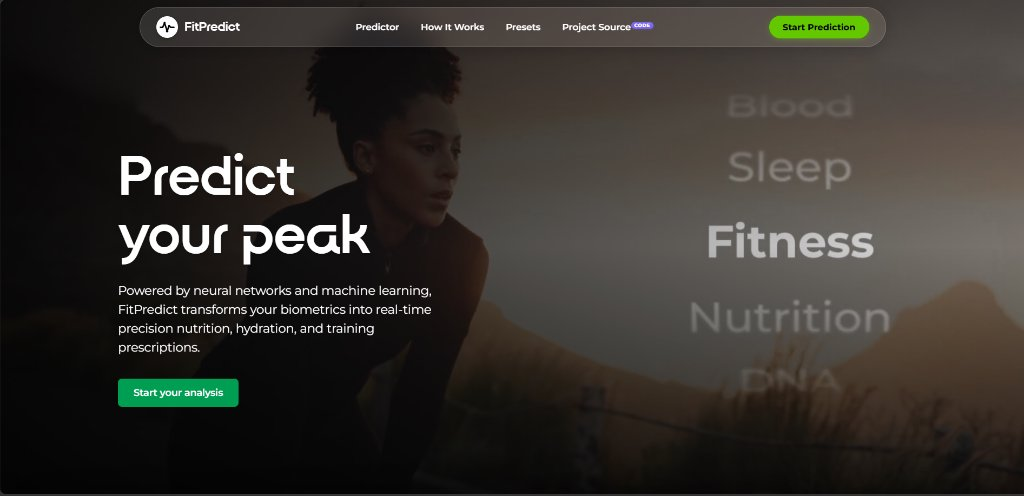 FitPredict
Predictor
How It Works
Presets
Project Source CODE
Start Prediction
Predict
your peak
Powered by neural networks and machine learning,
FitPredict transforms your biometrics into real-time
precision nutrition, hydration, and training
prescriptions.
Start your analysis
Blood
Sleep
Fitness
Nutrition
DNA